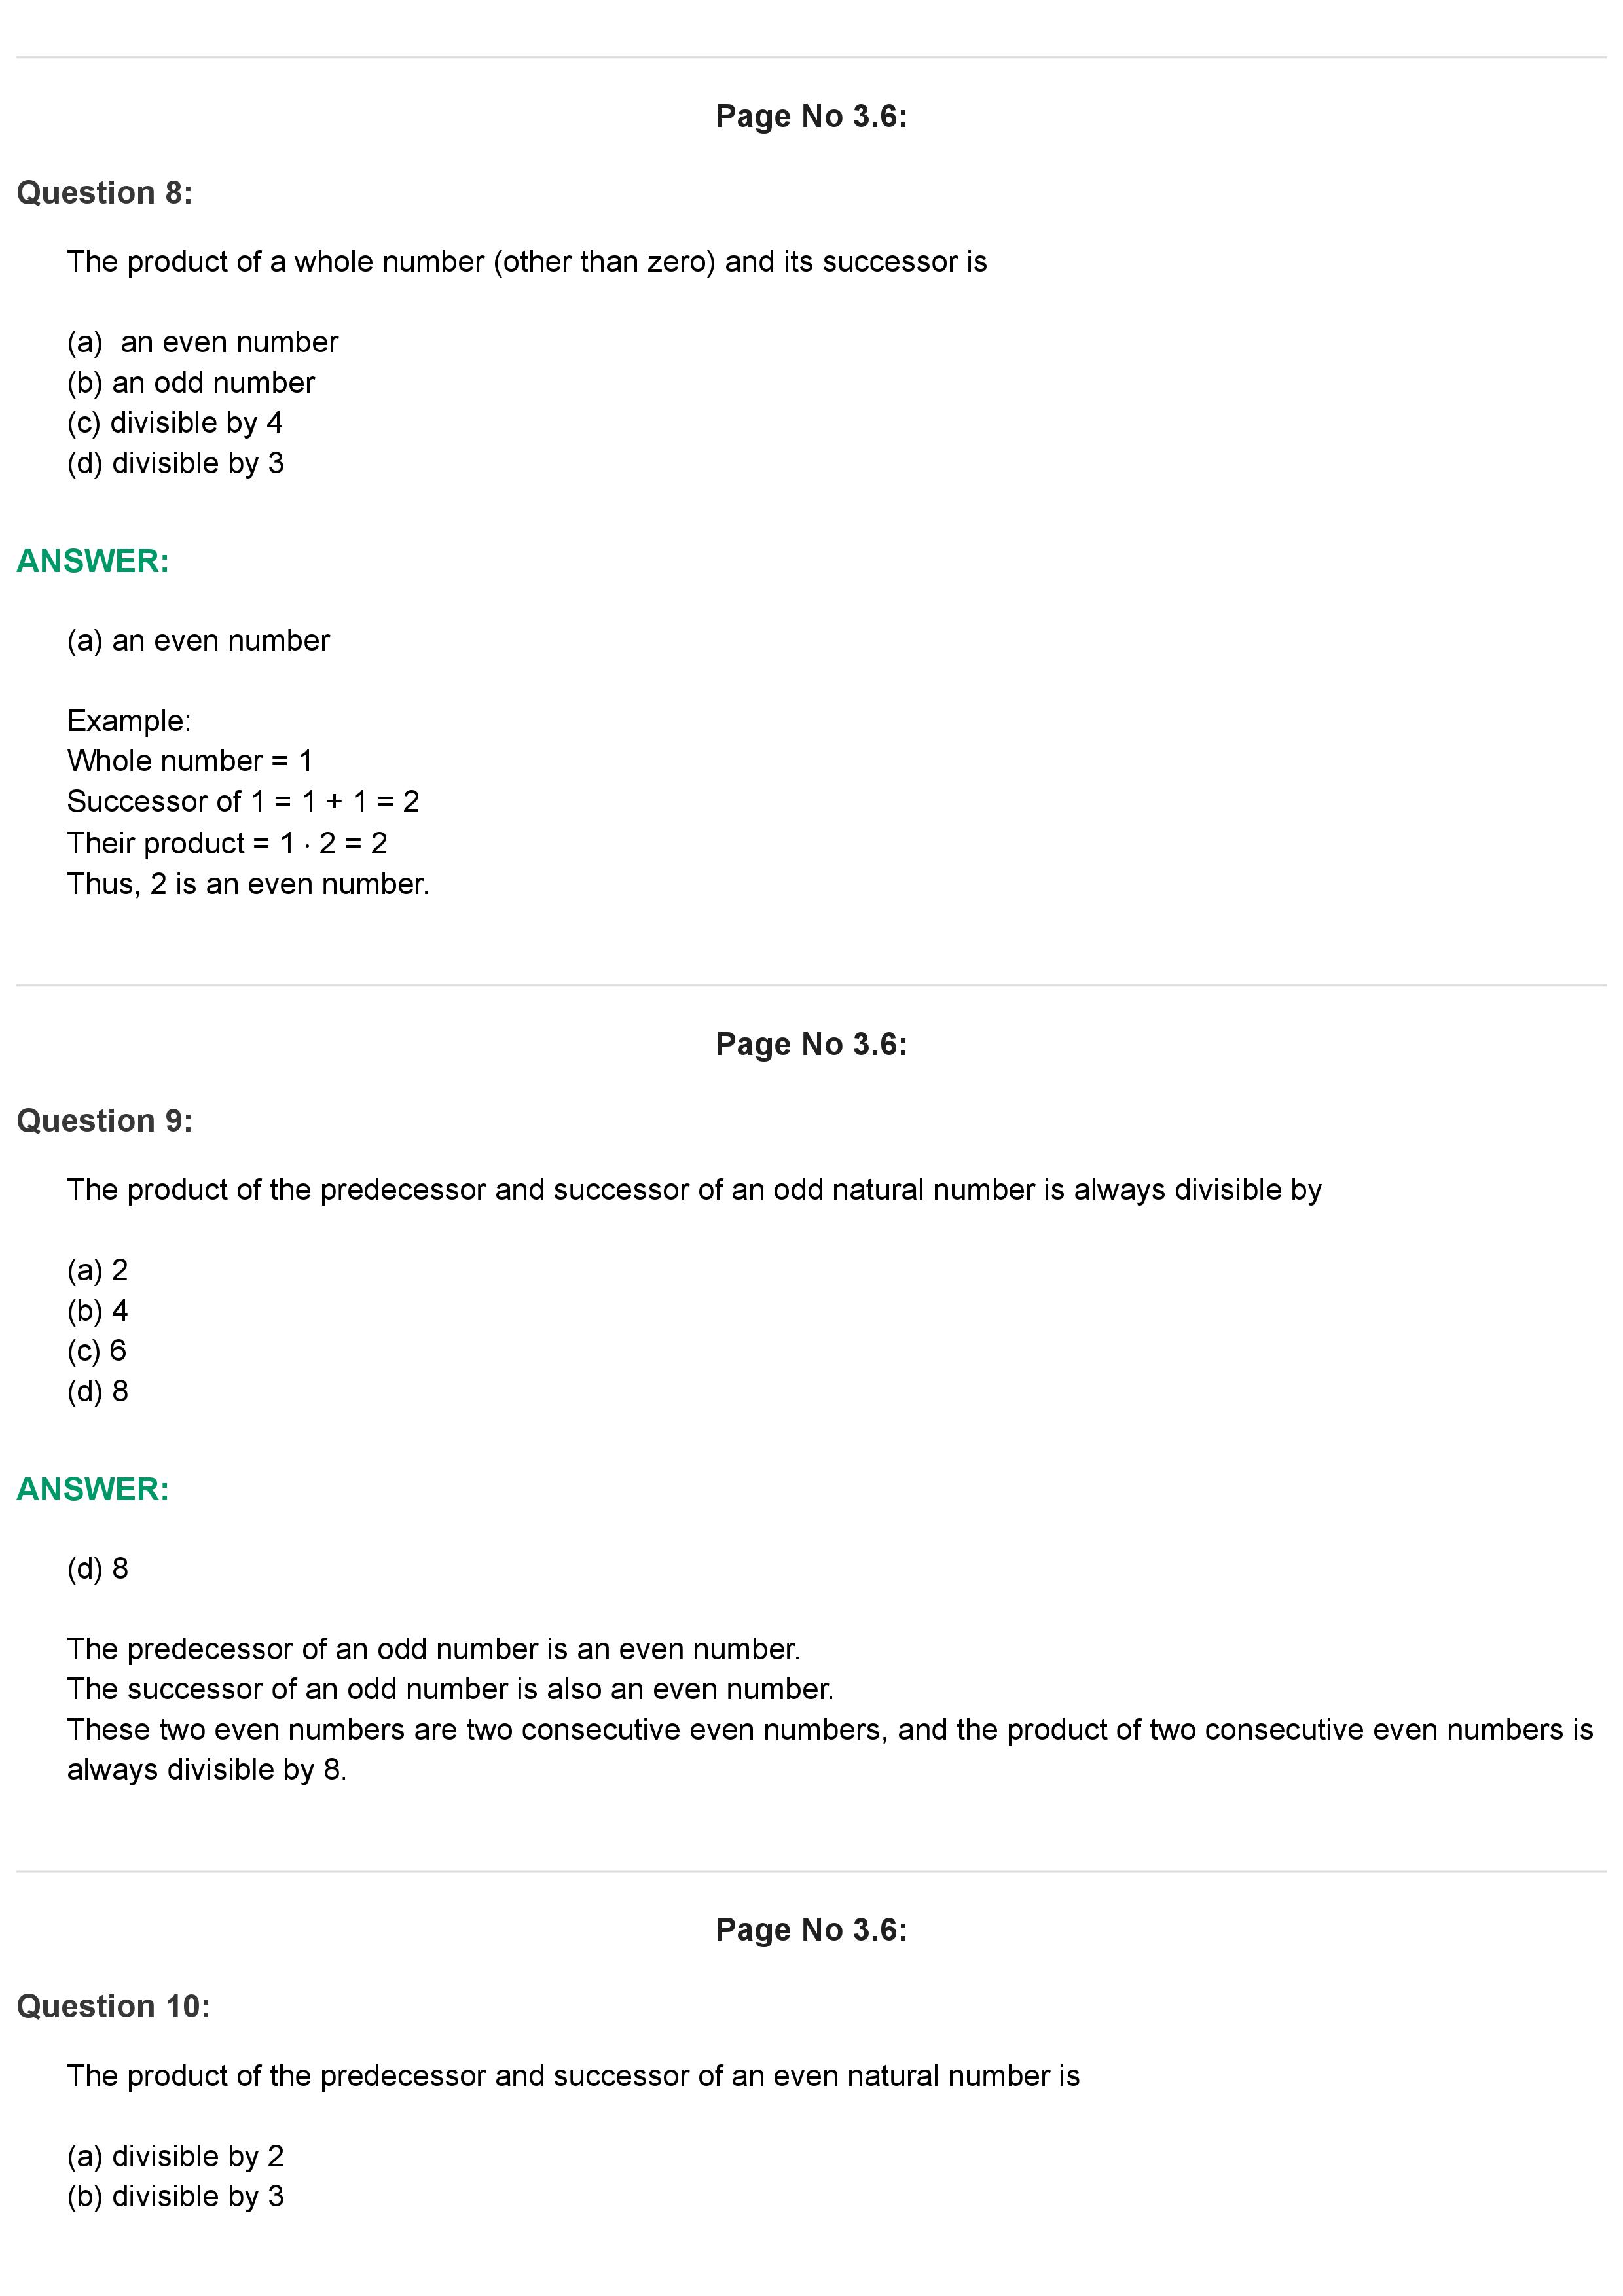 Page No 3.6:
Question 8:
The product of a whole number (other than zero) and its successor is
(a)  an even number
(b) an odd number
(c) divisible by 4
(d) divisible by 3
ANSWER:
(a) an even number
Example:
Whole number = 1
Successor of 1 = 1 + 1 = 2
Their product = 1 · 2 = 2
Thus, 2 is an even number.
Page No 3.6:
Question 9:
The product of the predecessor and successor of an odd natural number is always divisible by
(a) 2
(b) 4
(c) 6
(d) 8
ANSWER:
(d) 8
The predecessor of an odd number is an even number.
The successor of an odd number is also an even number.
These two even numbers are two consecutive even numbers, and the product of two consecutive even numbers is
always divisible by 8.
Page No 3.6:
Question 10:
The product of the predecessor and successor of an even natural number is
(a) divisible by 2
(b) divisible by 3